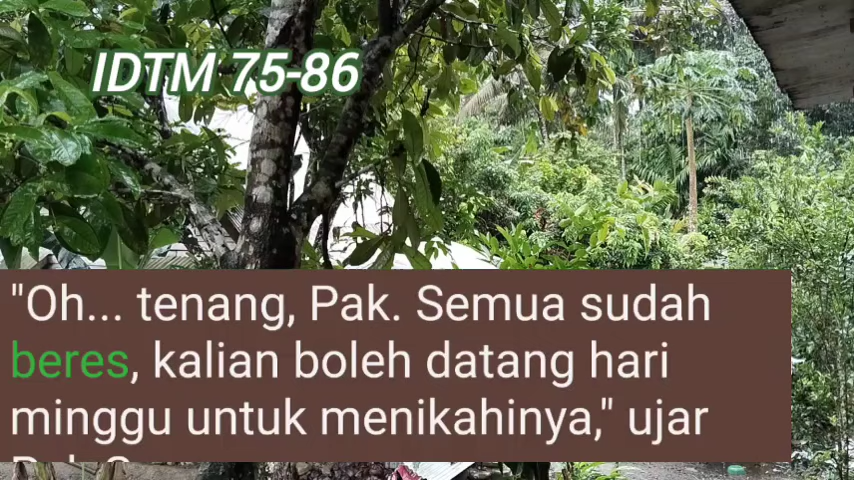 IDTM 75-86
"Oh... tenang, Pak. Semua sudah
beres, kalian boleh datang hari
minggu untuk menikahinya," ujar